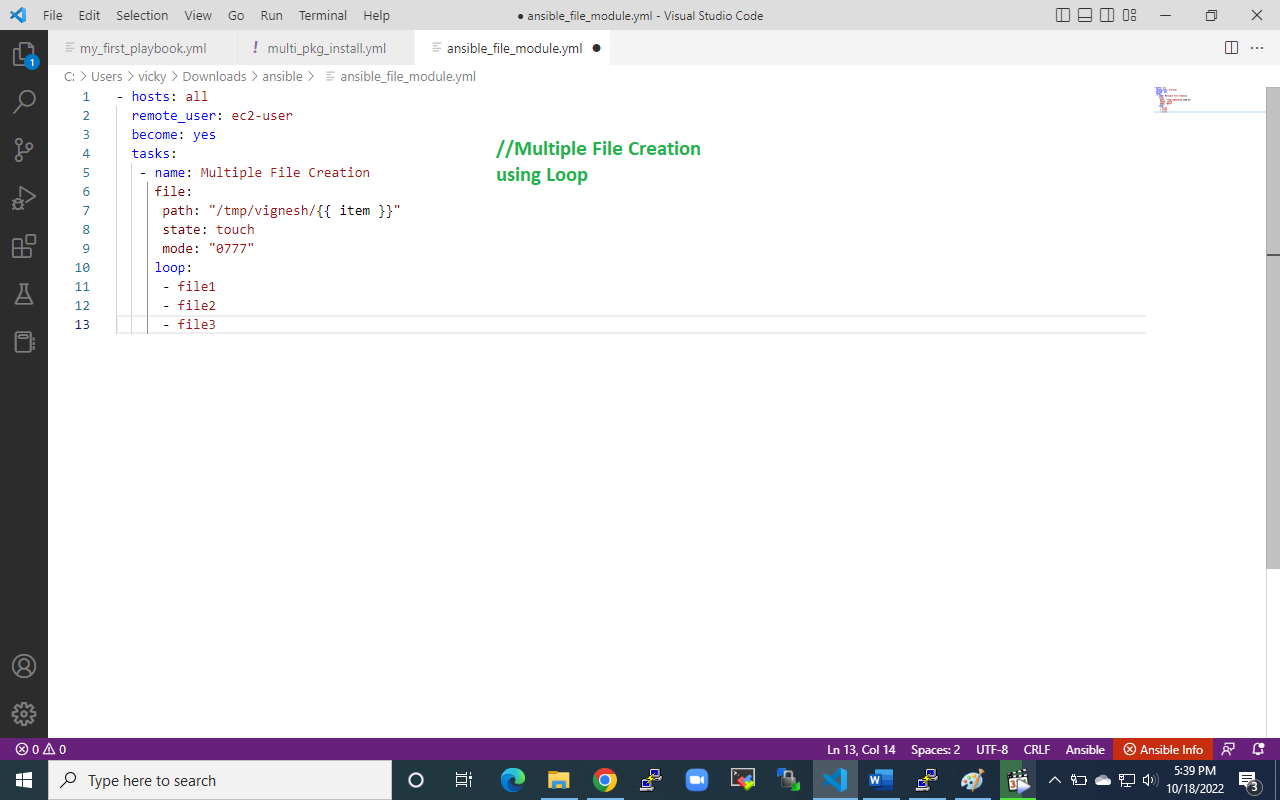 File Edit Selection View Go Run Terminal Help ● ansible_file_module.yml - Visual Studio Code
my_first_playbook.yml ! multi_pkg_install.yml ansible_file_module.yml ●
C: > Users > vicky > Downloads > ansible > ansible_file_module.yml
1 - hosts: all
2 remote_user: ec2-user
3 become: yes
4 tasks:
//Multiple File Creation
5 - name: Multiple File Creation
using Loop
6 file:
7 path: "/tmp/vignesh/{{ item }}"
8 state: touch
9 mode: "0777"
10 loop:
11 - file1
12 - file2
13 - file3
1
0 0 Ln 13, Col 14 Spaces: 2 UTF-8 CRLF Ansible Ansible Info
Type here to search
5:39 PM
10/18/2022
3